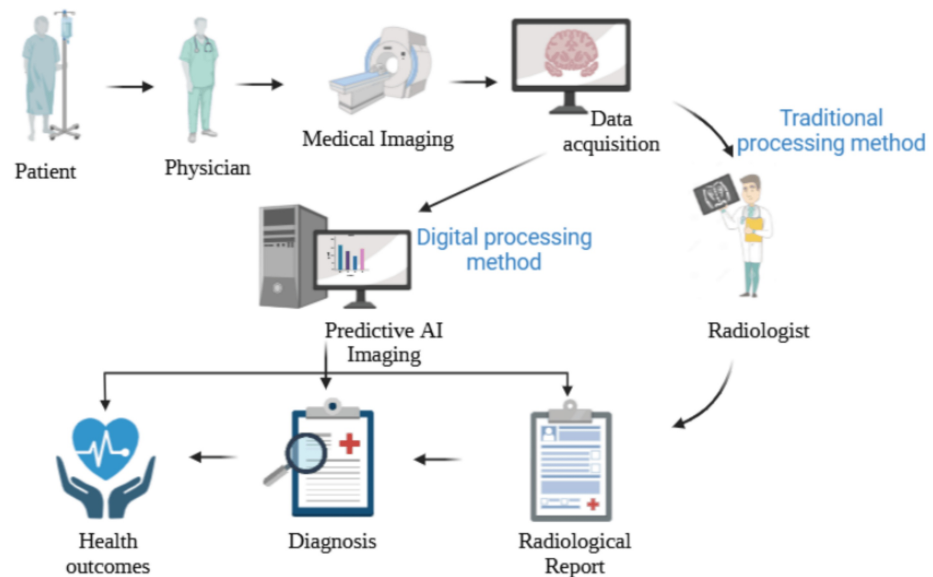 Patient
Physician
Medical Imaging
Data
acquisition
Traditional
processing method
Digital processing
method
Predictive AI
Imaging
Radiologist
Health
outcomes
Diagnosis
Radiological
Report